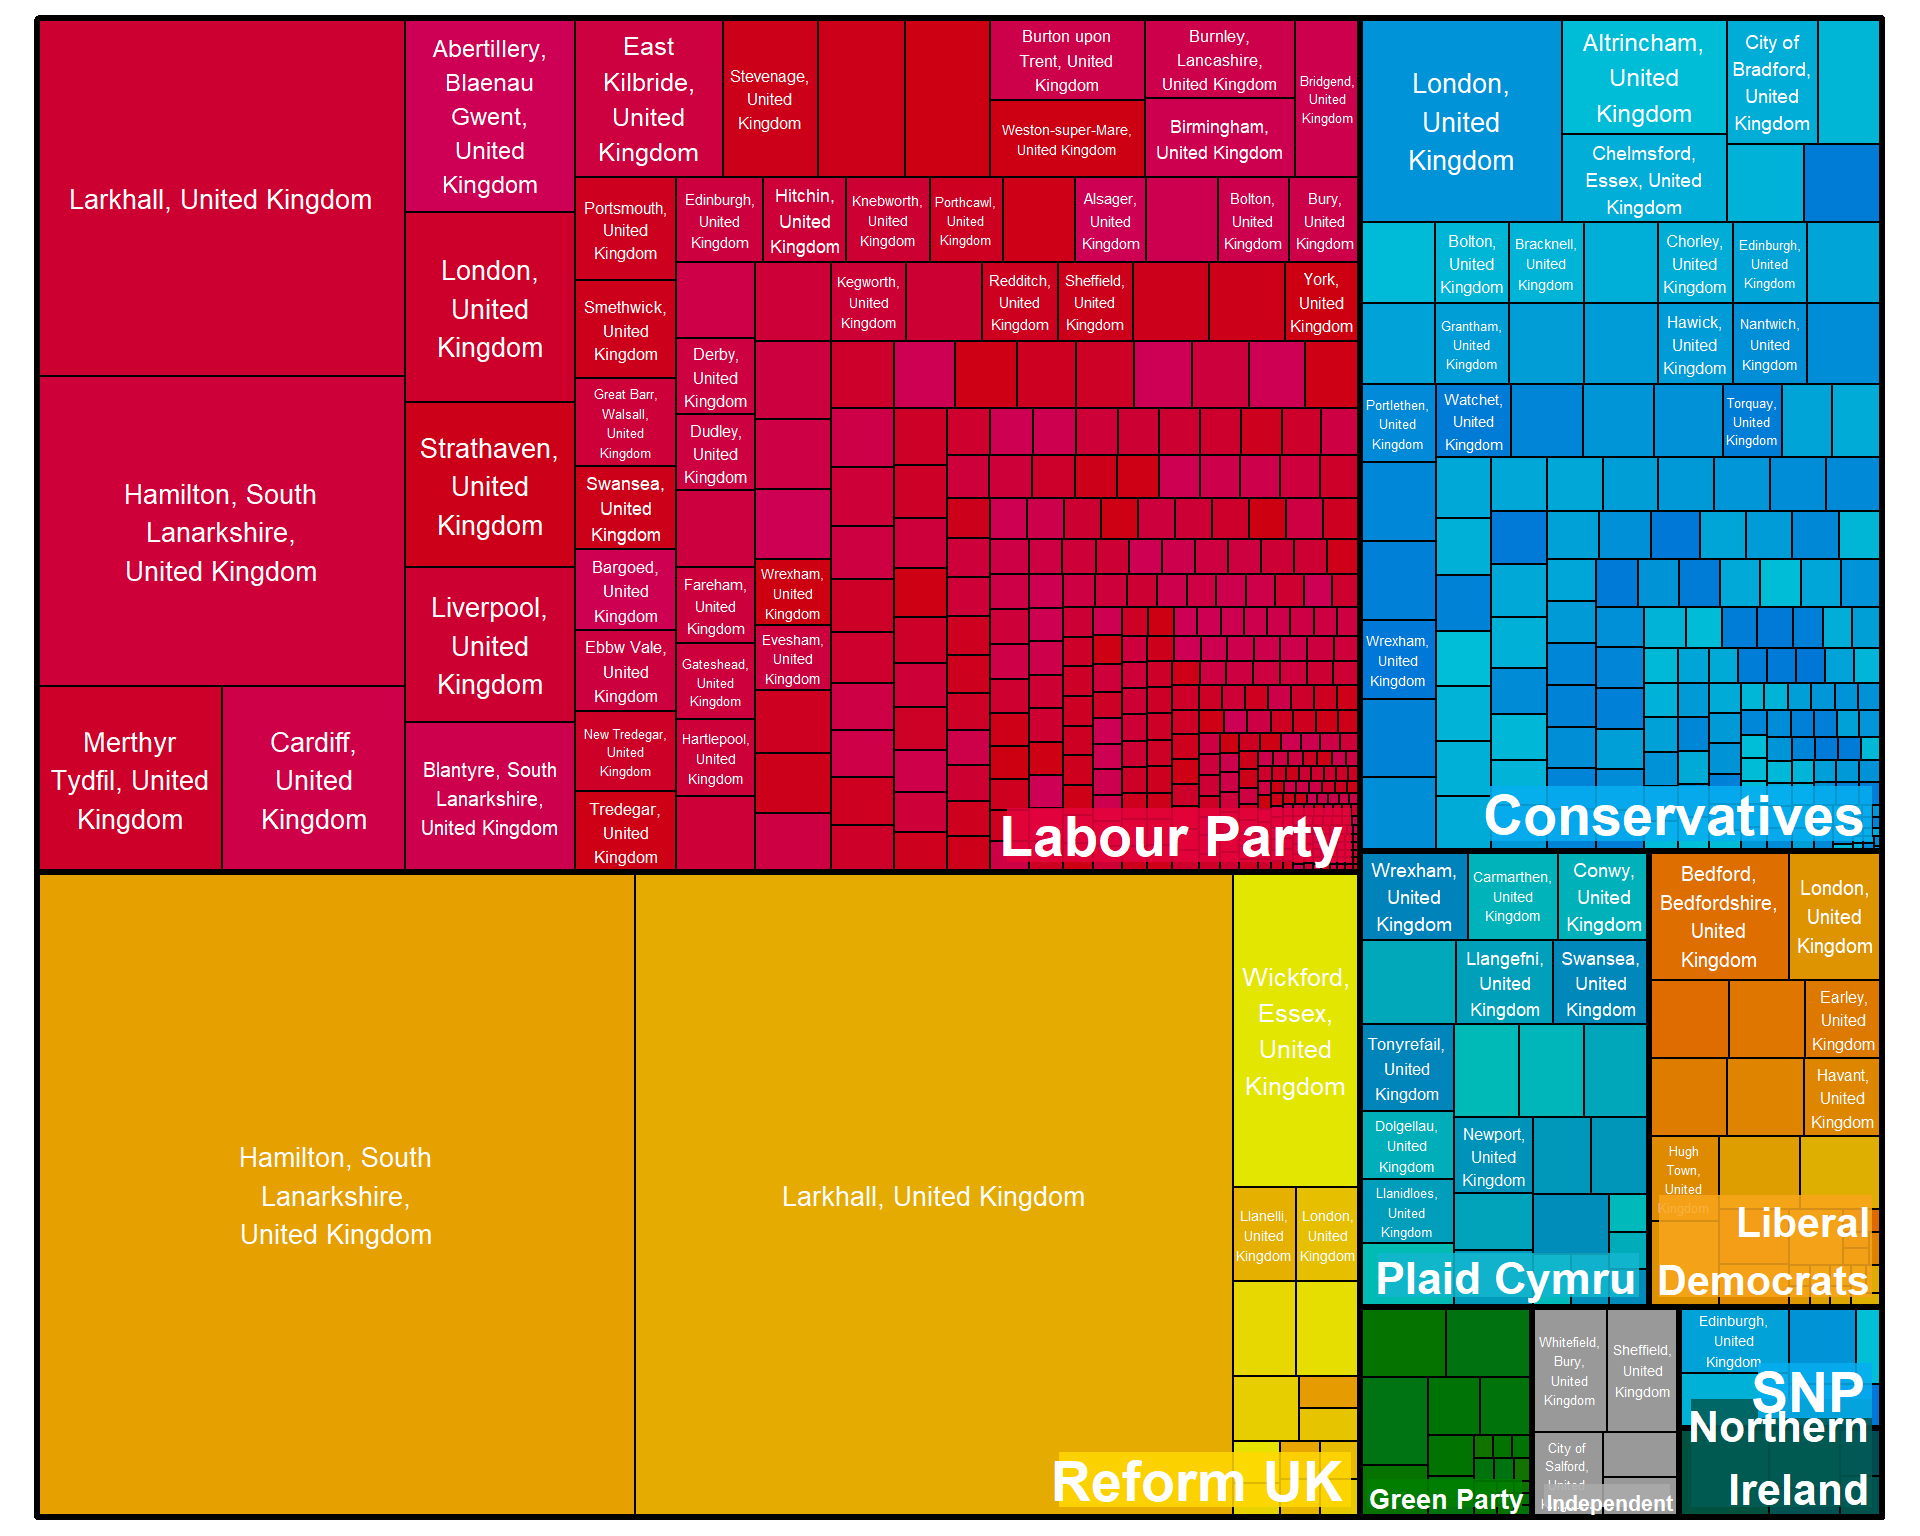 Larkhall, United Kingdom
Hamilton, South
Lanarkshire,
United Kingdom
Merthyr
Tydfil, United
Kingdom
Cardiff,
United
Kingdom
Abertillery,
Blaenau
Gwent,
United
Kingdom
London,
United
Kingdom
Strathaven,
United
Kingdom
Liverpool,
United
Kingdom
Blantyre, South
Lanarkshire,
United Kingdom
East
Kilbride,
United
Kingdom
Stevenage,
United
Kingdom
Burton upon
Trent, United
Kingdom
Weston-super-Mare,
United Kingdom
Burnley,
Lancashire,
United Kingdom
Birmingham,
United Kingdom
Bridgend,
United
Kingdom
Portsmouth,
United
Kingdom
Smethwick,
United
Kingdom
Great Barr,
Walsall,
United
Kingdom
Swansea,
United
Kingdom
Bargoed,
United
Kingdom
Ebbw Vale,
United
Kingdom
New Tredegar,
United
Kingdom
Tredegar,
United
Kingdom
Edinburgh,
United
Kingdom
Hitchin,
United
Kingdom
Knebworth,
United
Kingdom
Porthcawl,
United
Kingdom
Alsager,
United
Kingdom
Bolton,
United
Kingdom
Bury,
United
Kingdom
Kegworth,
United
Kingdom
Redditch,
United
Kingdom
Sheffield,
United
Kingdom
York,
United
Kingdom
Derby,
United
Kingdom
Dudley,
United
Kingdom
Fareham,
United
Kingdom
Gateshead,
United
Kingdom
Hartlepool,
United
Kingdom
Wrexham,
United
Kingdom
Evesham,
United
Kingdom
Labour Party
London,
United
Kingdom
Altrincham,
United
Kingdom
Chelmsford,
Essex, United
Kingdom
City of
Bradford,
United
Kingdom
Bolton,
United
Kingdom
Bracknell,
United
Kingdom
Chorley,
United
Kingdom
Edinburgh,
United
Kingdom
Grantham,
United
Kingdom
Hawick,
United
Kingdom
Nantwich,
United
Kingdom
Portlethen,
United
Kingdom
Watchet,
United
Kingdom
Torquay,
United
Kingdom
Wrexham,
United
Kingdom
Conservatives
Hamilton, South
Lanarkshire,
United Kingdom
Larkhall, United Kingdom
Wickford,
Essex,
United
Kingdom
Llanelli,
United
Kingdom
London,
United
Kingdom
Reform UK
Wrexham,
United
Kingdom
Carmarthen,
United
Kingdom
Conwy,
United
Kingdom
Llangefni,
United
Kingdom
Swansea,
United
Kingdom
Tonyrefail,
United
Kingdom
Dolgellau,
United
Kingdom
Newport,
United
Kingdom
Llanidloes,
United
Kingdom
Plaid Cymru
Bedford,
Bedfordshire,
United
Kingdom
London,
United
Kingdom
Earley,
United
Kingdom
Havant,
United
Kingdom
Hugh
Town,
United
Kingdom
Liberal
Democrats
Green Party
Whitefield,
Bury,
United
Kingdom
Sheffield,
United
Kingdom
City of
Salford,
United
Independent
Edinburgh,
United
Kingdom
SNP
Northern
Ireland